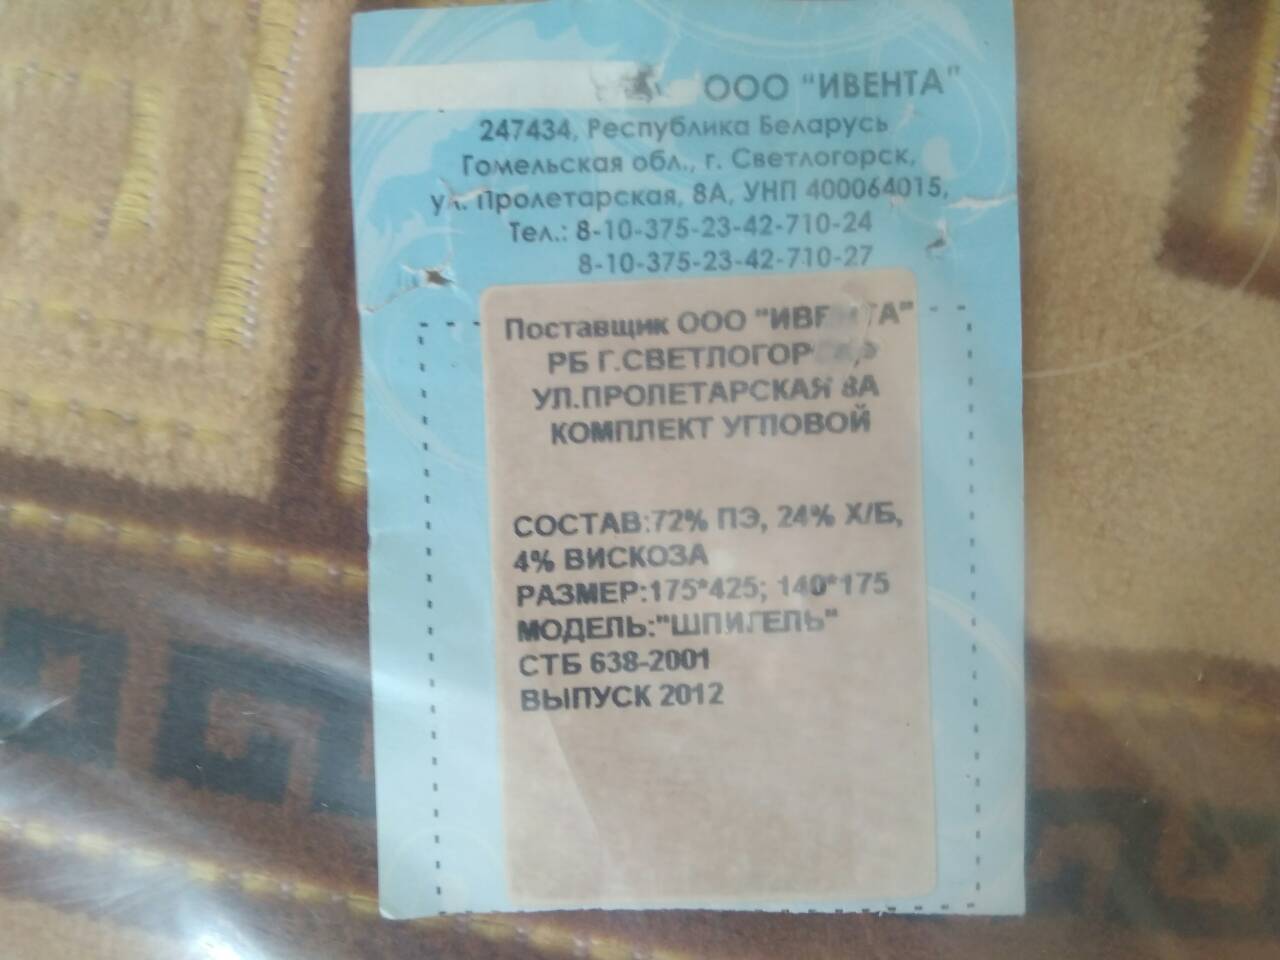 ООО "ИВЕНТА"
247434, Республика Беларусь
Гомельская обл., г. Светлогорск,
ул. Пролетарская, 8А, УНП 400064015,
Тел.: 8-10-375-23-42-710-24
8-10-375-23-42-710-27
Поставщик ООО "ИВЕНТА"
РБ Г.СВЕТЛОГОРСК,
УЛ.ПРОЛЕТАРСКАЯ 8А
КОМПЛЕКТ УГЛОВОЙ
СОСТАВ:72% ПЭ, 24% Х/Б,
4% ВИСКОЗА
РАЗМЕР:175*425; 140*175
МОДЕЛЬ:"ШПИГЕЛЬ"
СТБ 638-2001
ВЫПУСК 2012